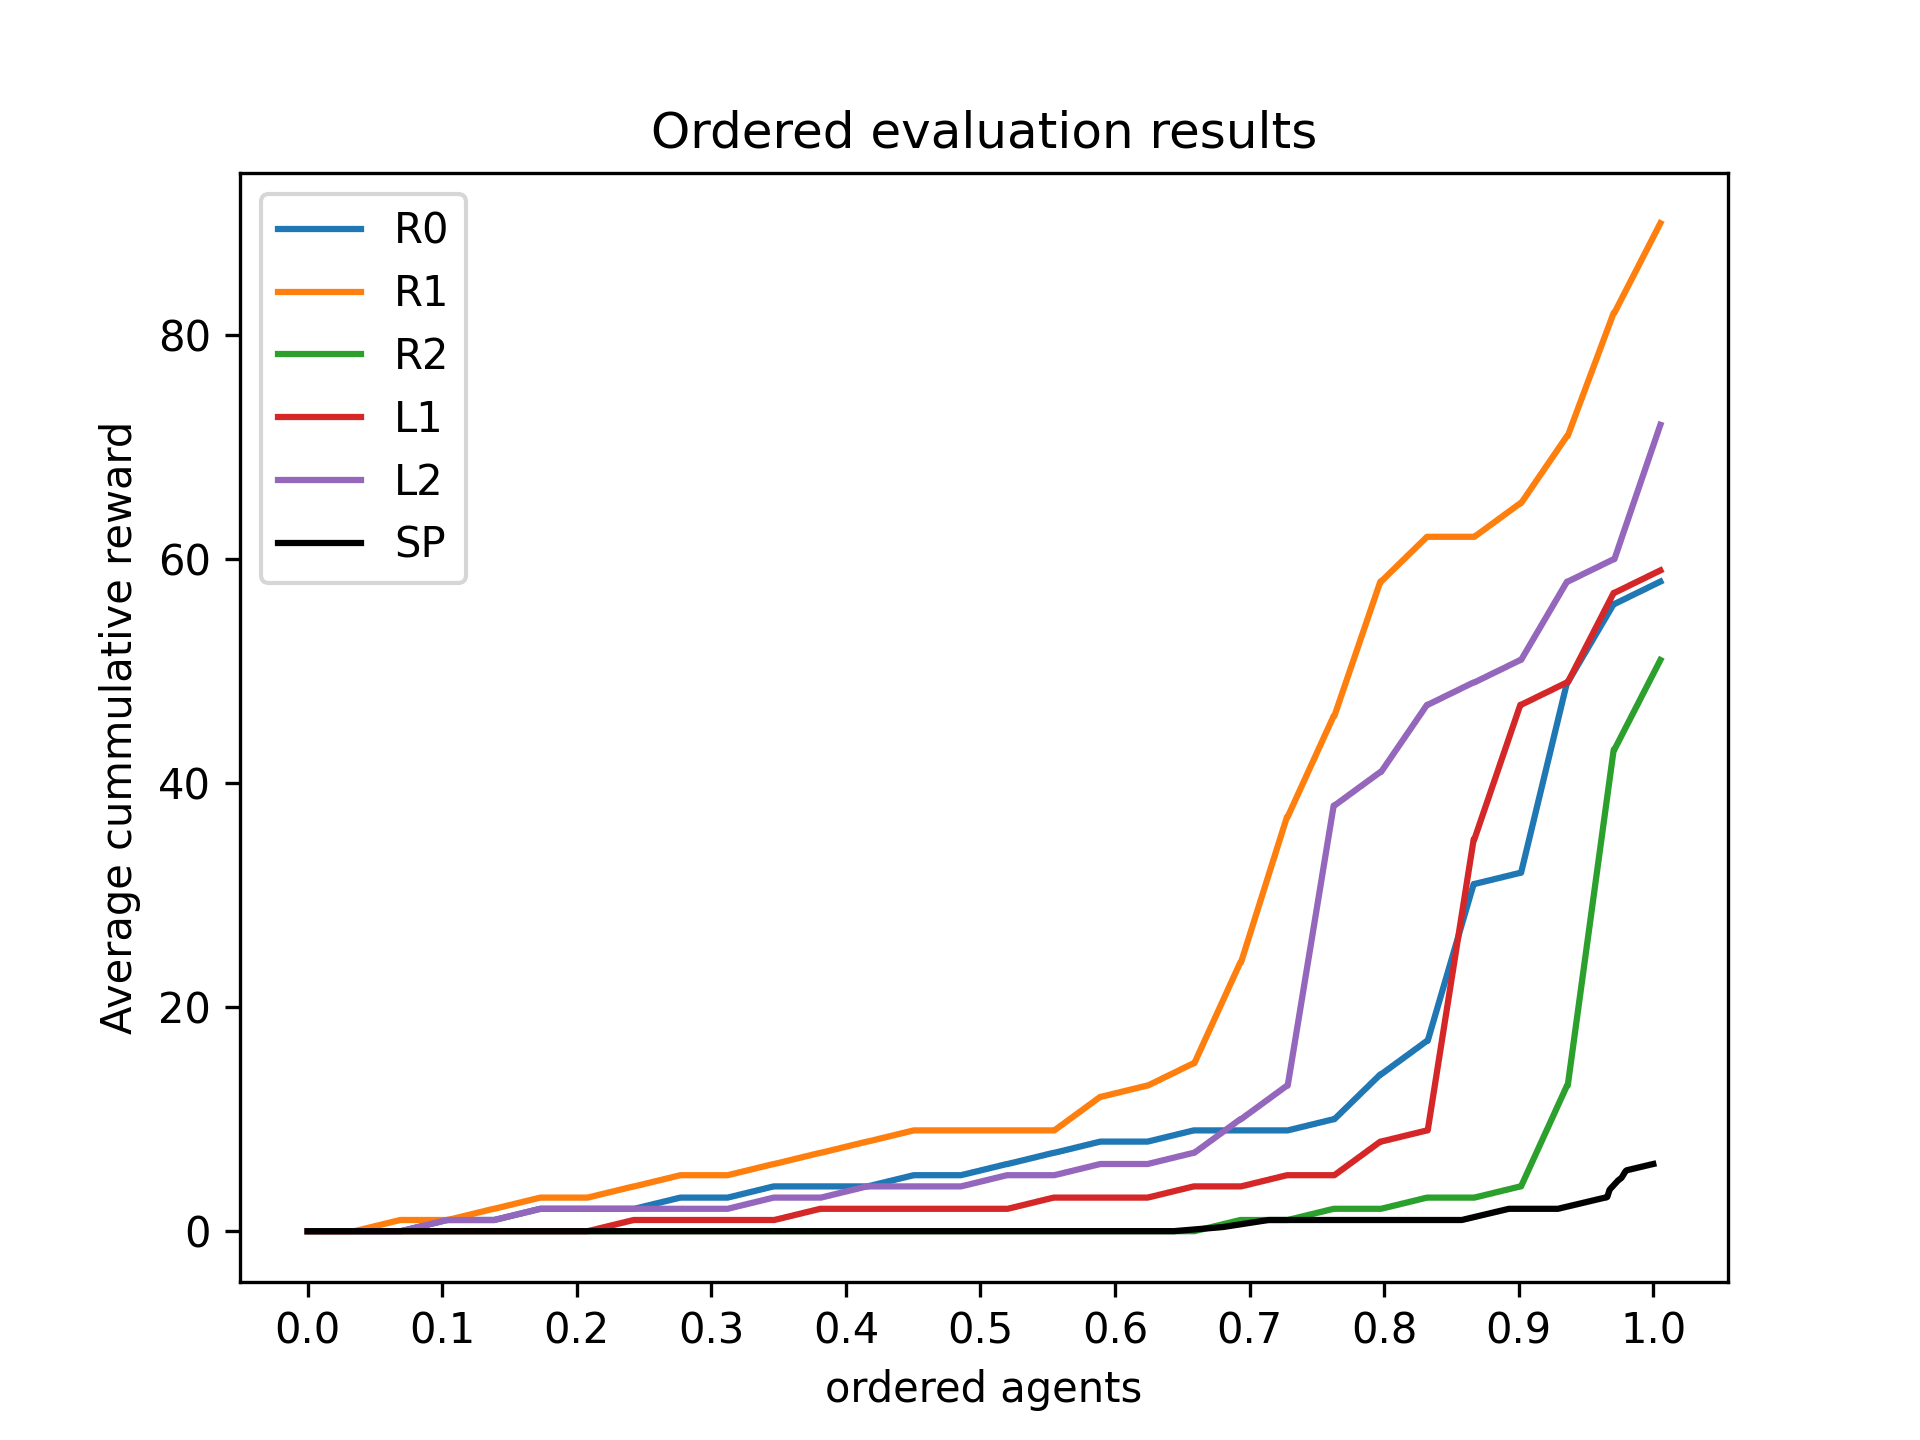 Ordered evaluation results
R0
R1
R2
L1
L2
SP
Average cummulative reward
80
60
40
20
0
0.0 0.1 0.2 0.3 0.4 0.5 0.6 0.7 0.8 0.9 1.0
ordered agents